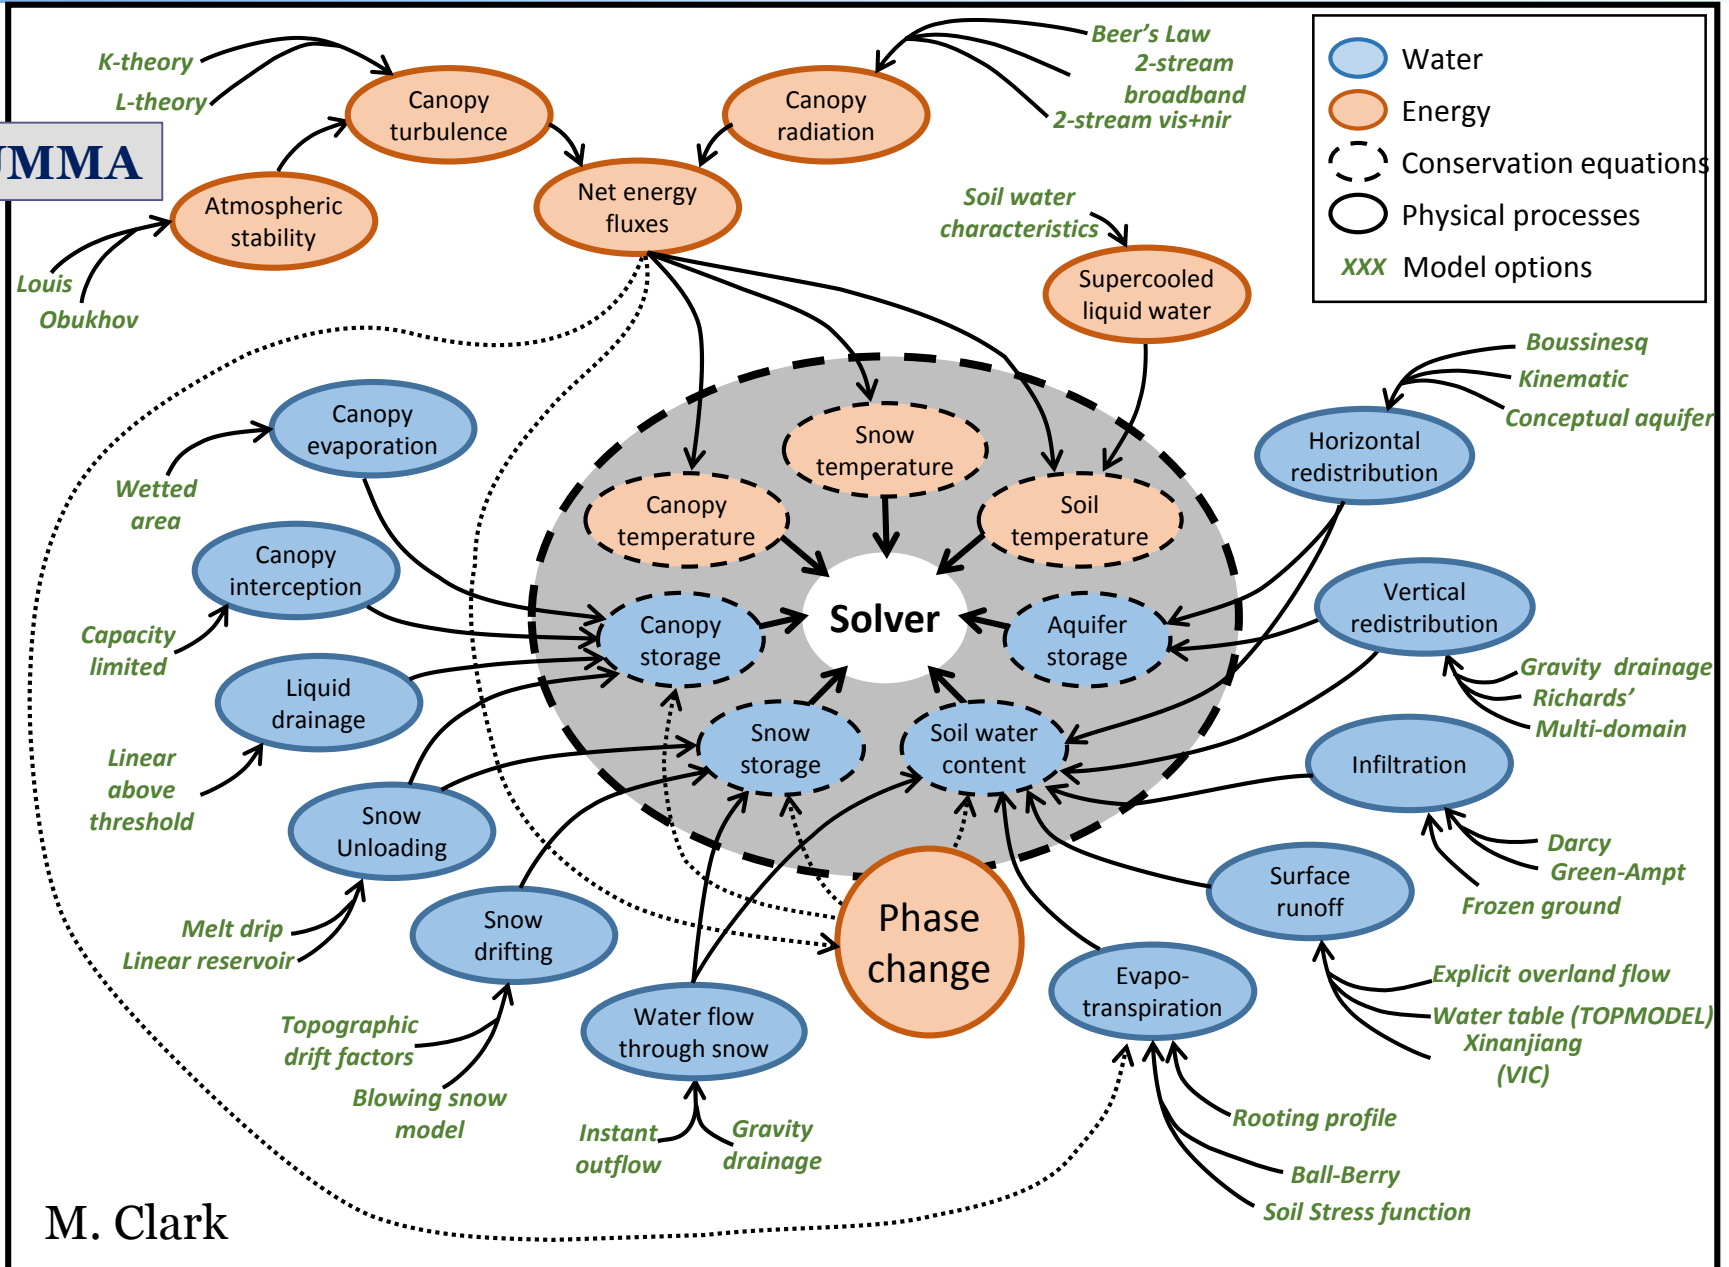 K-theory
L-theory
Canopy
turbulence
Canopy
radiation
Beer's Law
2-stream
broadband
2-stream vis+nir
Water
Energy
Conservation equations
Physical processes
XXX Model options
UMMA
Atmospheric
stability
Net energy
fluxes
Louis
Obukhov
Soil water
characteristics
Supercooled
liquid water
Boussinesq
Kinematic
Conceptual aquifer
Canopy
evaporation
Wetted
area
Snow
temperature
Canopy
temperature
Soil
temperature
Horizontal
redistribution
Canopy
interception
Capacity
limited
Canopy
storage
Solver
Aquifer
storage
Vertical
redistribution
Gravity drainage
Richards'
Multi-domain
Liquid
drainage
Linear
above
threshold
Snow
storage
Soil water
content
Infiltration
Darcy
Green-Ampt
Frozen ground
Snow
Unloading
Melt drip
Linear reservoir
Snow
drifting
Phase
change
Surface
runoff
Explicit overland flow
Water table (TOPMODEL)
Xinanjiang
(VIC)
Topographic
drift factors
Blowing snow
model
Water flow
through snow
Instant
outflow
Gravity
drainage
Evapo-
transpiration
Rooting profile
Ball-Berry
Soil Stress function
M. Clark